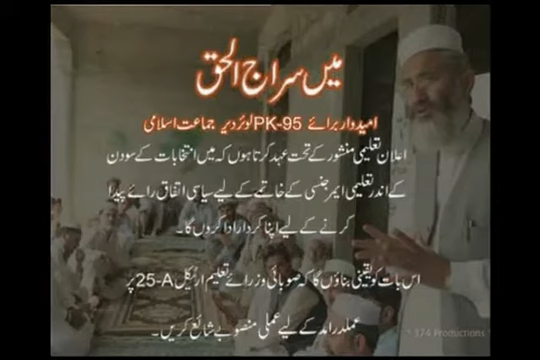 میں سراج الحق
امیدوار برائے PK-95 لوئر دیر جماعت اسلامی
اعلان تعلیمی منشور کے تحت عہد کرتا ہوں کہ میں انتخابات کے سو دن
کے اندر تعلیمی ایمرجنسی کے خاتمے کے لیے سیاسی اتفاق رائے پیدا
کرنے کے لیے اپنا کردار ادا کروں گا۔
اس بات کو یقینی بناؤں گا کہ صوبائی وزرائے تعلیم آرٹیکل 25-A پر
عملدرآمد کے لیے عملی منصوبے شائع کریں۔
* 374 Productions *